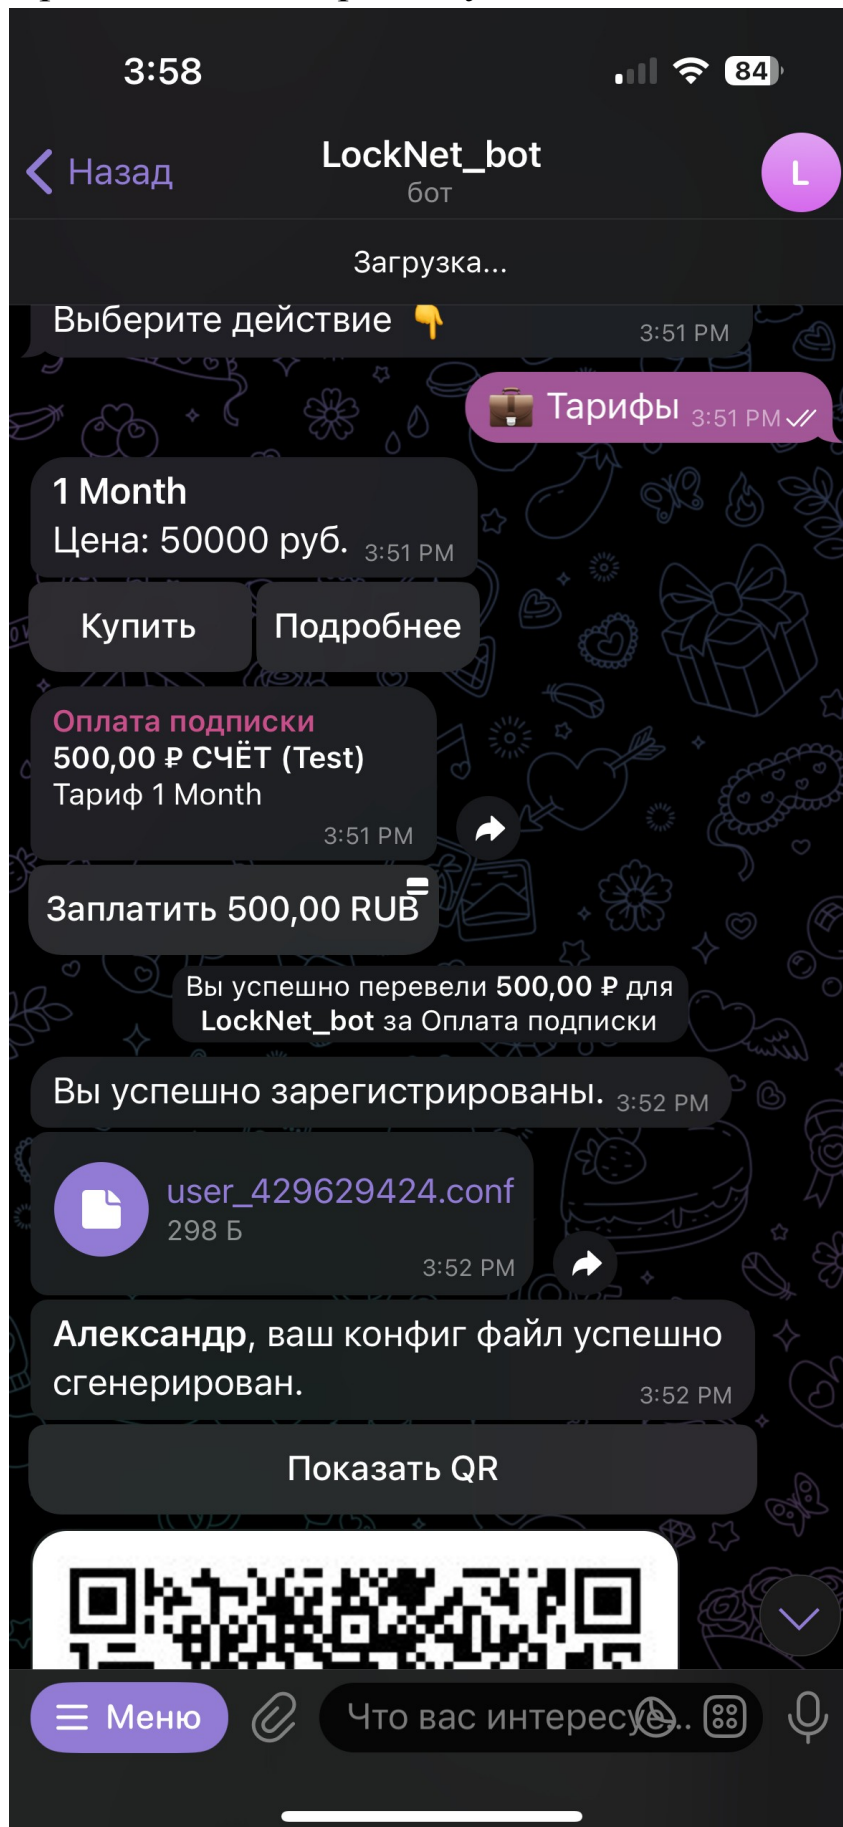 3:58
84
Назад
LockNet_bot
бот
L
Загрузка...
Выберите действие 👇
3:51 PM
💼 Тарифы 3:51 PM
1 Month
Цена: 50000 руб. 3:51 PM
Купить
Подробнее
Оплата подписки
500,00 ₽ СЧЁТ (Test)
Тариф 1 Month
3:51 PM
Заплатить 500,00 RUB
Вы успешно перевели 500,00 ₽ для
LockNet_bot за Оплата подписки
Вы успешно зарегистрированы. 3:52 PM
user_429629424.conf
298 Б
3:52 PM
Александр, ваш конфиг файл успешно
сгенерирован.
3:52 PM
Показать QR
Меню
Что вас интересуе...